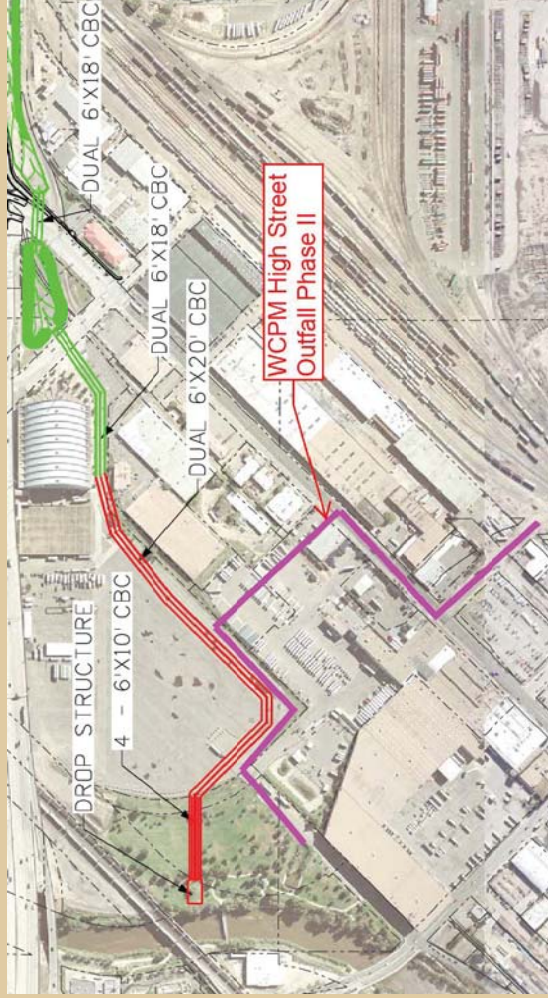 DUAL 6'X18' CBC
DUAL 6'X18' CBC
DUAL 6'X20' CBC
WCPM High Street
Outfall Phase II
DROP STRUCTURE
4 - 6'X10' CBC